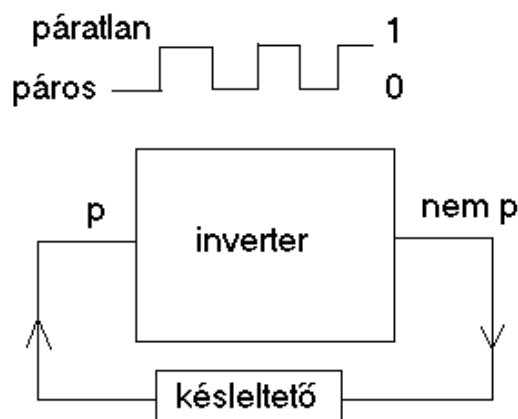 páratlan 1
páros 0
p nem p
inverter
késleltető